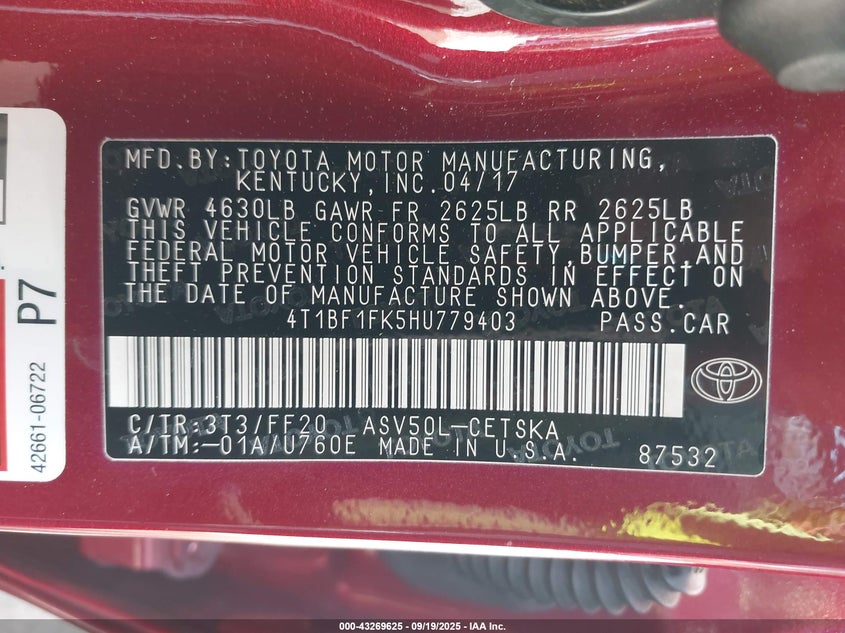 MFD.BY:TOYOTA MOTOR MANUFACTURING,
KENTUCKY,INC.04/17
GVWR 4630LB GAWR FR 2625LB RR 2625LB
THIS VEHICLE CONFORMS TO ALL APPLICABLE
FEDERAL MOTOR VEHICLE SAFETY,BUMPER,AND
THEFT PREVENTION STANDARDS IN EFFECT ON
THE DATE OF MANUFACTURE SHOWN ABOVE.
4T1BF1FK5HU779403 PASS.CAR
C/TR:3T3/FF20 ASV50L-CETSKA
A/TM:-01A/U760E MADE IN U.S.A. 87532
P7
42661-06722
000-43269625 | 09/19/2025 - IAA Inc.